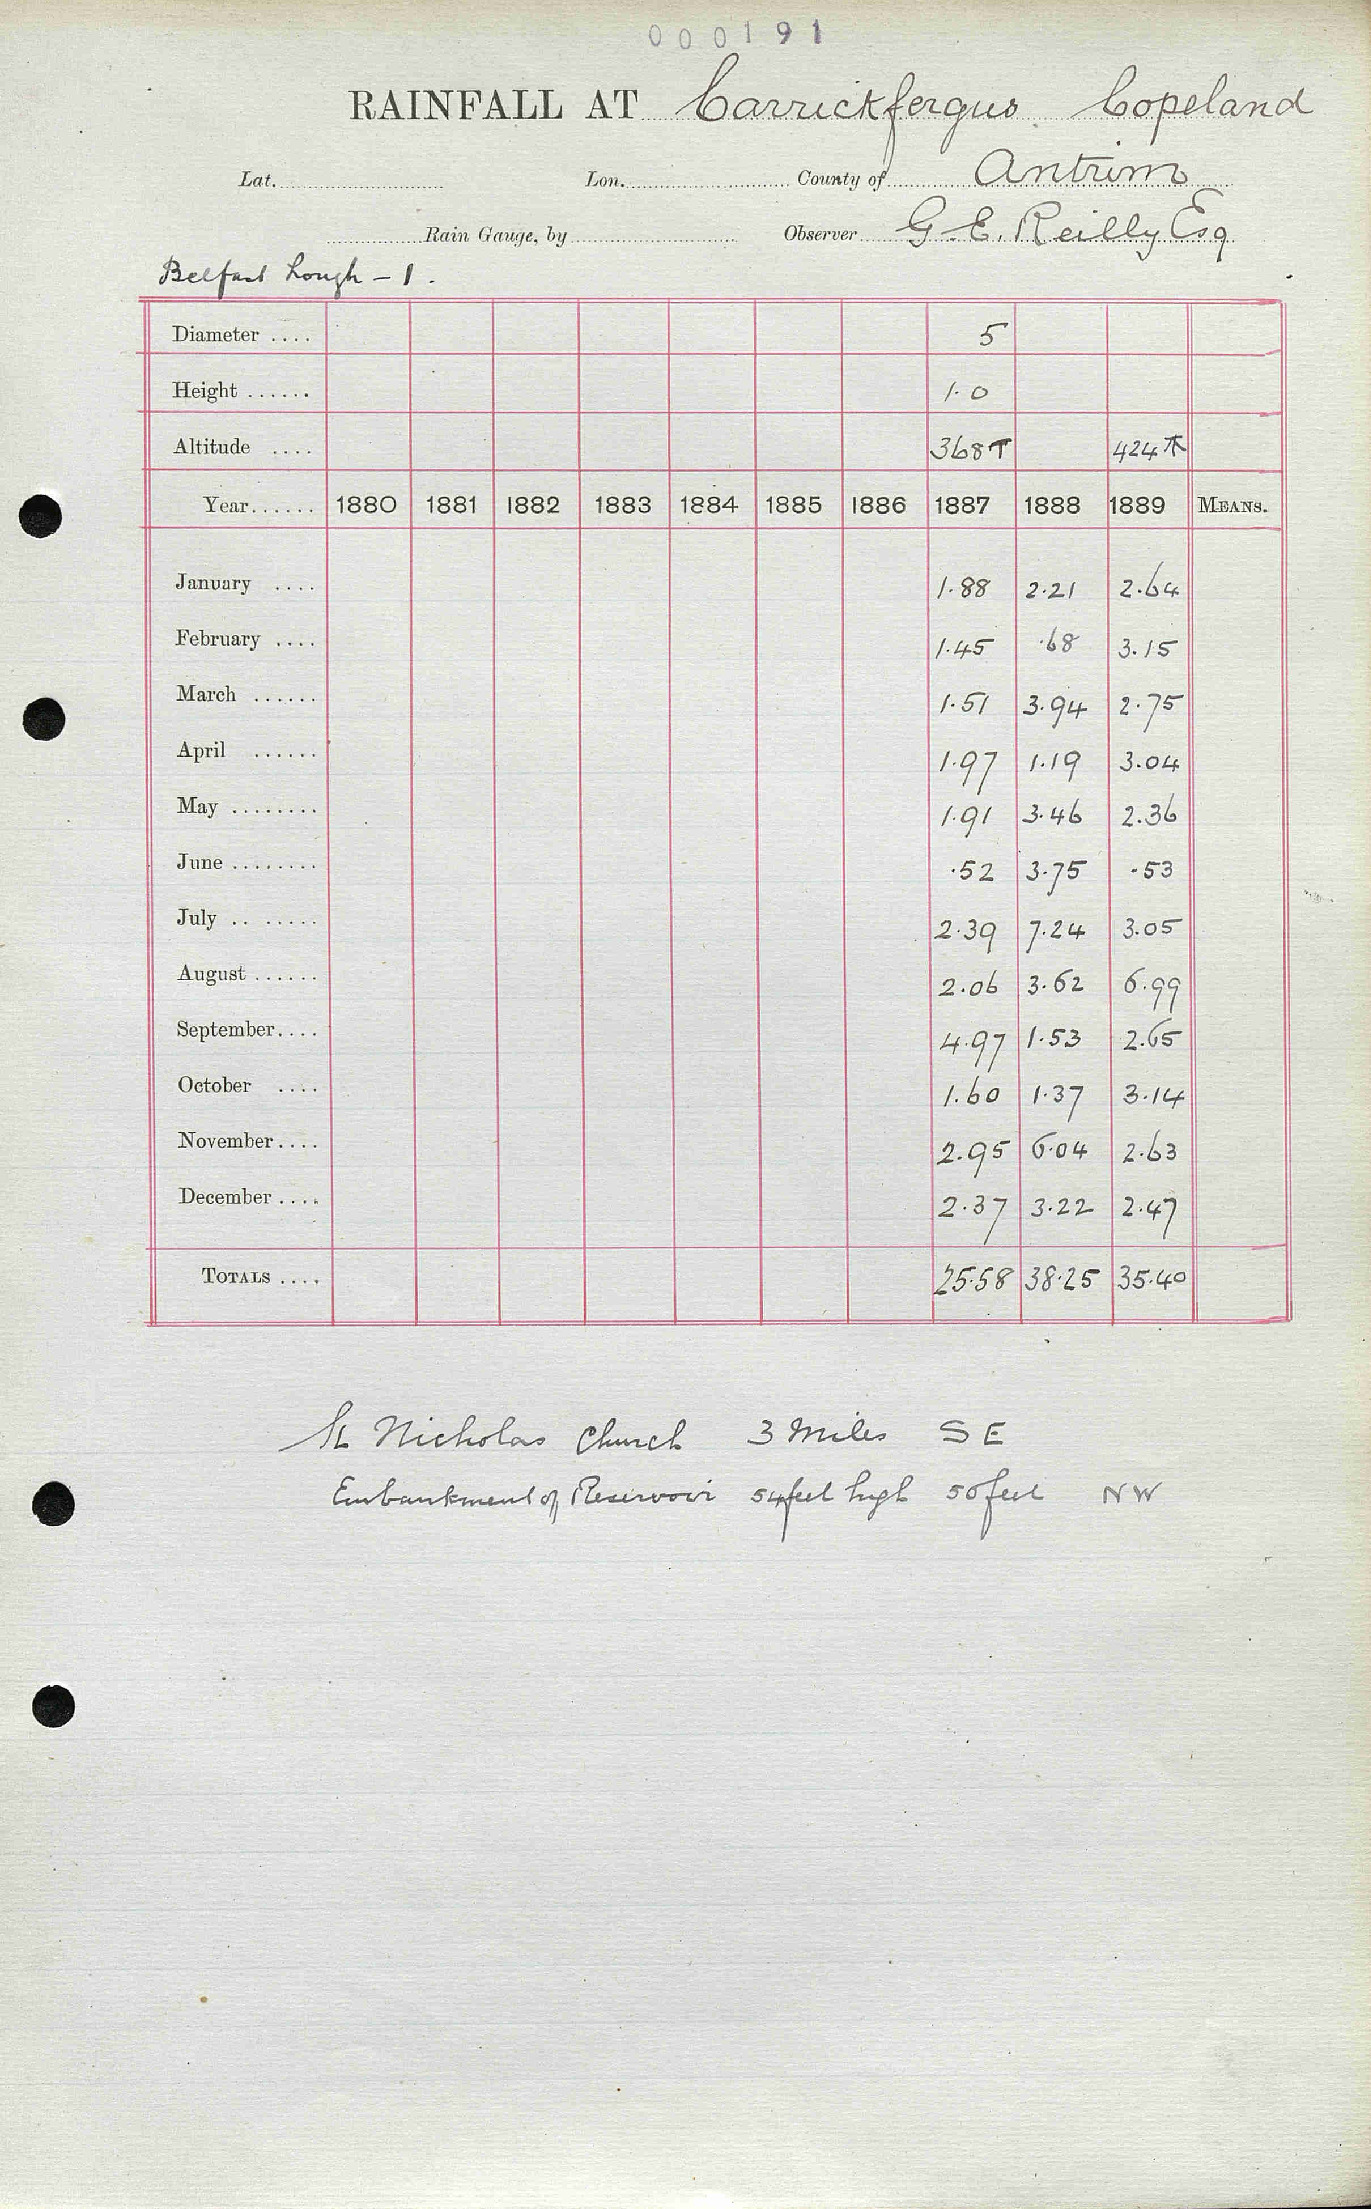 000191
RAINFALL AT Carrickfergus Copeland
Lat. Lon. County of Antrim
Rain Gauge, by Observer G. E. Reilly Esq
Belfast Lough - 1.
Diameter .... 5
Height ...... 1.0
Altitude .... 368 T 424
Year...... 1880 1881 1882 1883 1884 1885 1886 1887 1888 1889 MEANS.
January .... 1.88 2.21 2.64
February .... 1.45 .68 3.15
March ...... 1.51 3.94 2.75
April ...... 1.97 1.19 3.04
May ........ 1.91 3.46 2.36
June ........ .52 3.75 .53
July .. ...... 2.39 7.24 3.05
August ...... 2.06 3.62 6.99
September.... 4.97 1.53 2.65
October .... 1.60 1.37 3.14
November.... 2.95 6.04 2.63
December .... 2.37 3.22 2.47
TOTALS .... 25.58 38.25 35.40
St Nicholas Church 3 Miles SE
Embankment of Reservoir 54 feet high 50 feet NW